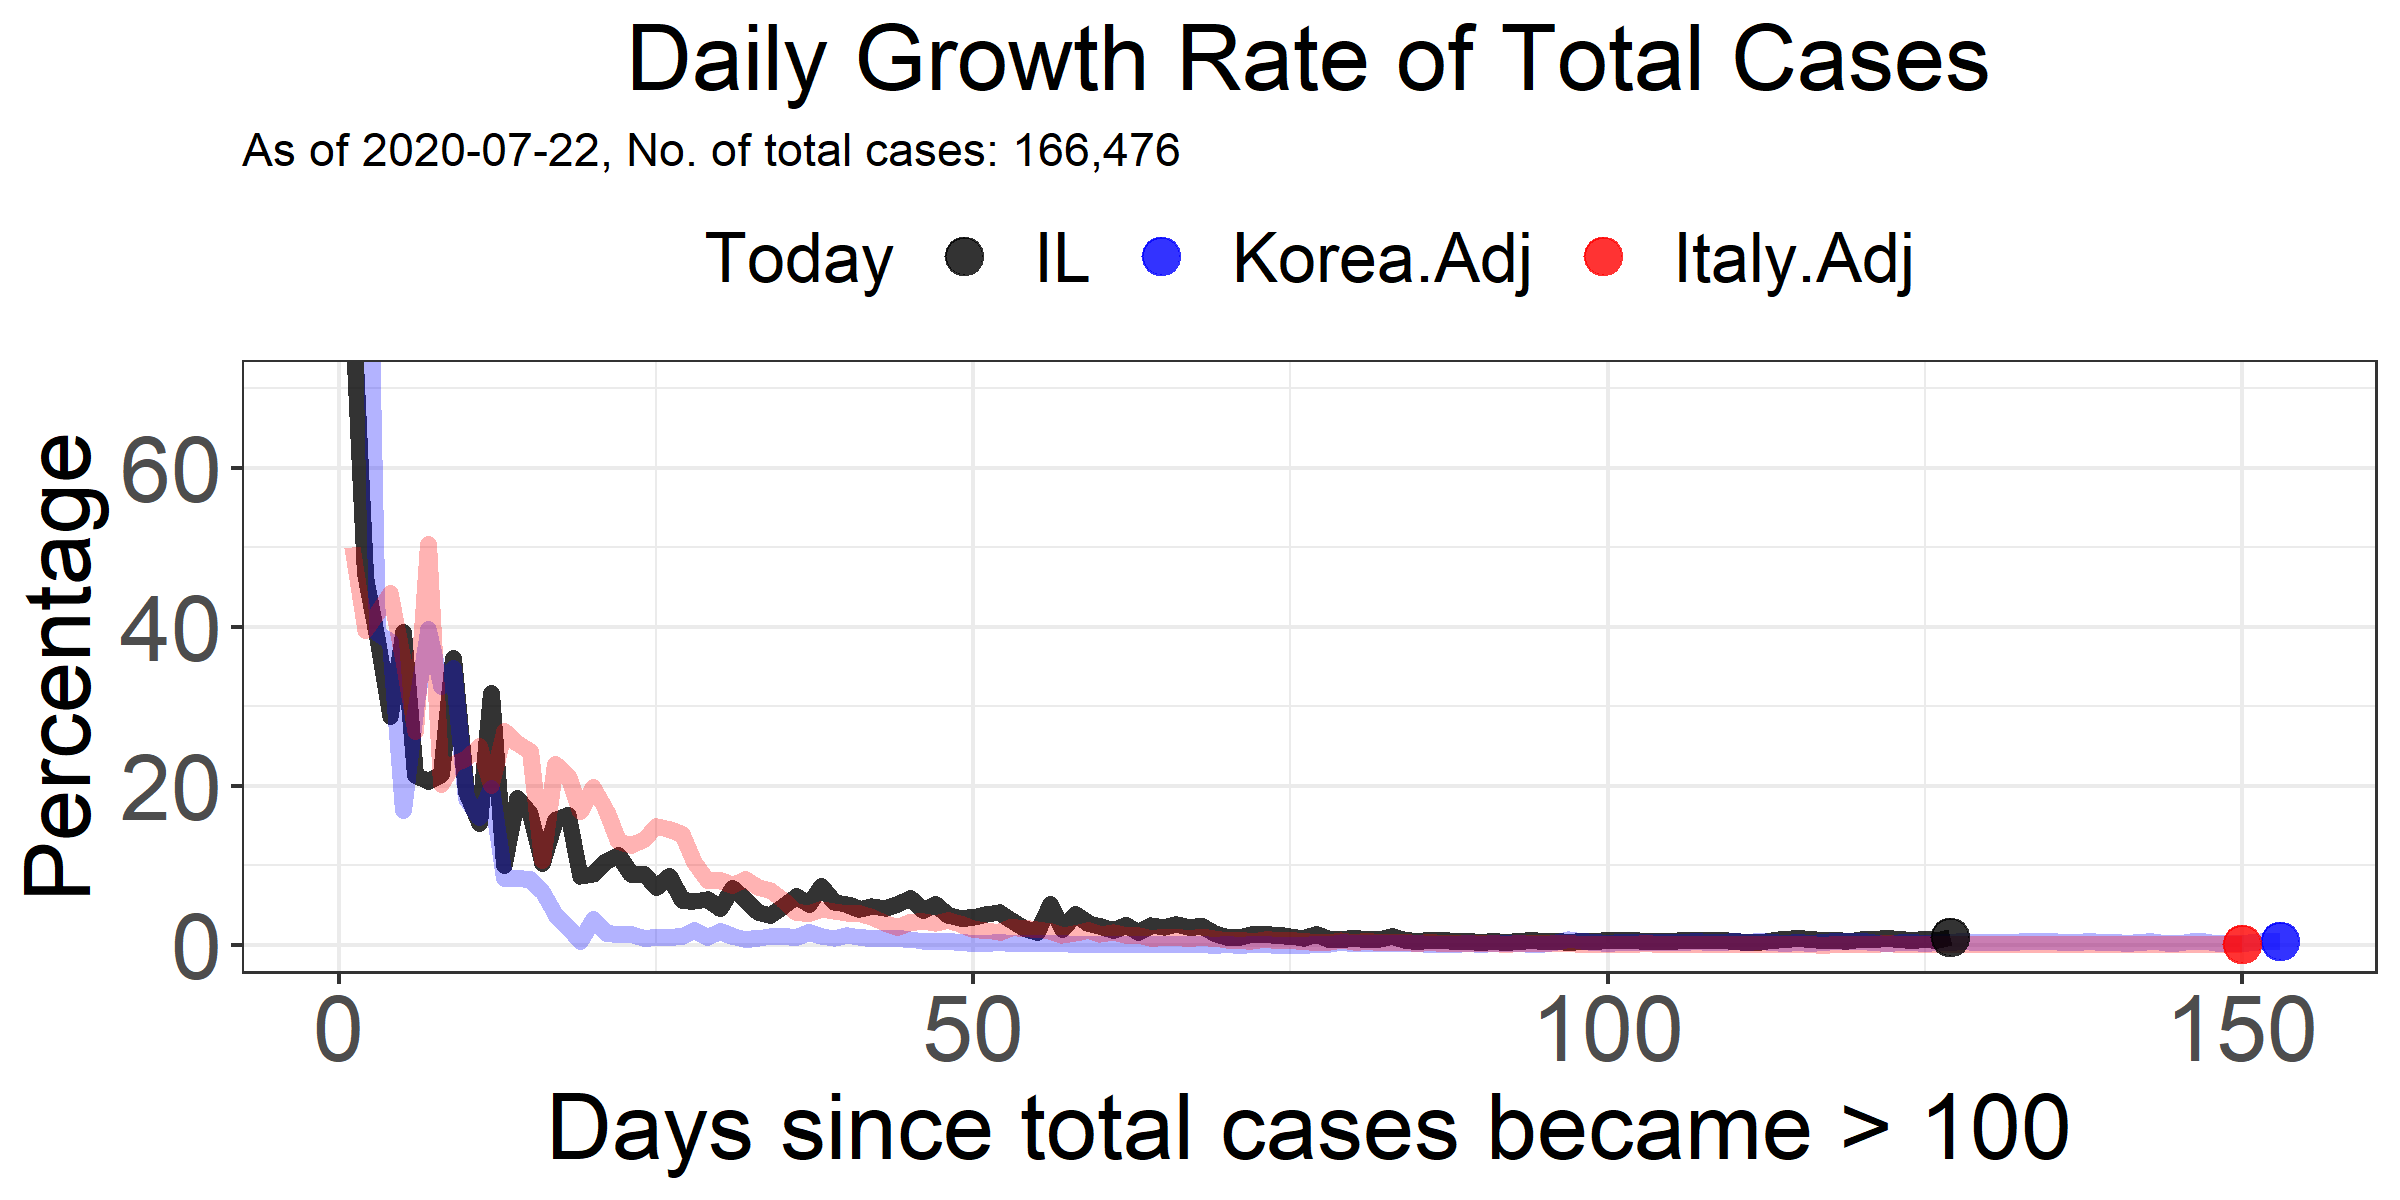 Daily Growth Rate of Total Cases
As of 2020-07-22, No. of total cases: 166,476
Today IL Korea.Adj Italy.Adj
Percentage
60
40
20
0
0 50 100 150
Days since total cases became > 100